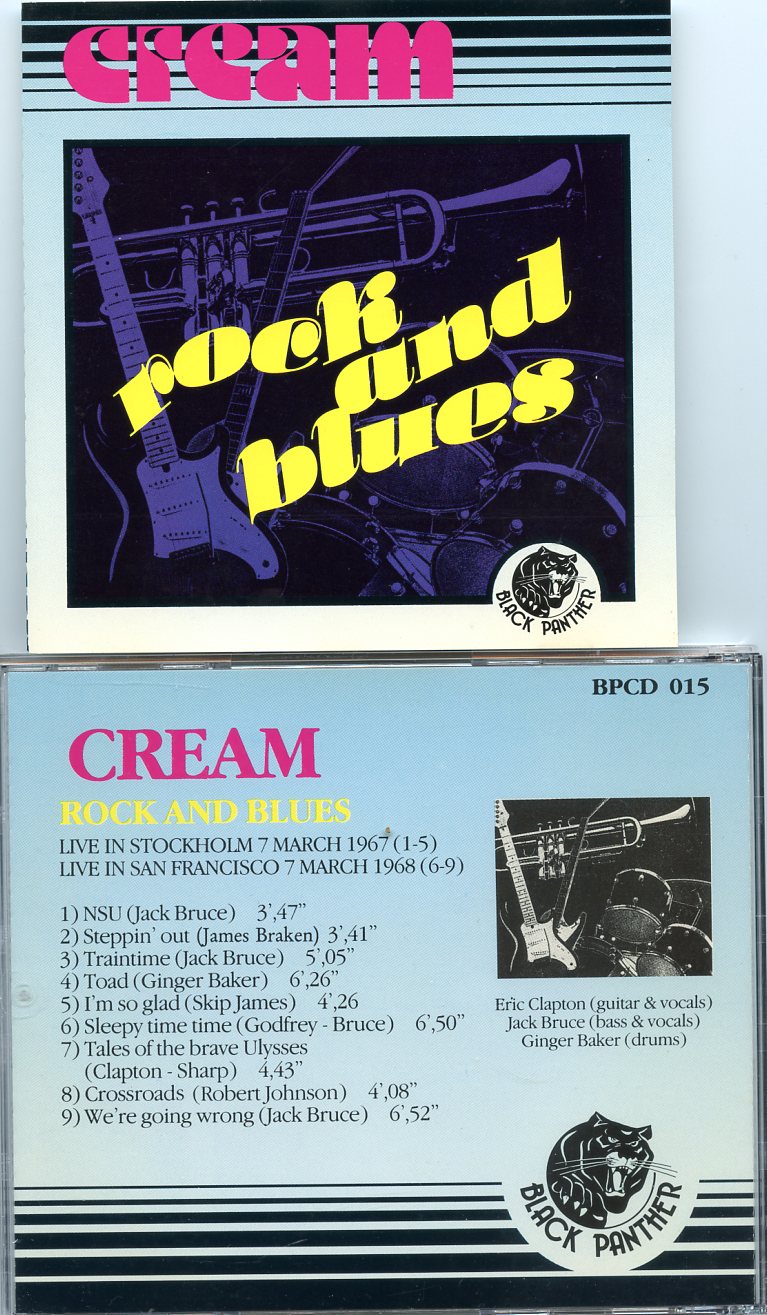 cream
rock
and
blues
BLACK PANTHER
BPCD 015
CREAM
ROCK AND BLUES
LIVE IN STOCKHOLM 7 MARCH 1967 (1-5)
LIVE IN SAN FRANCISCO 7 MARCH 1968 (6-9)
1) NSU (Jack Bruce) 3',47"
2) Steppin' out (James Braken) 3',41"
3) Traintime (Jack Bruce) 5',05"
4) Toad (Ginger Baker) 6',26"
5) I'm so glad (Skip James) 4',26
6) Sleepy time time (Godfrey - Bruce) 6',50"
7) Tales of the brave Ulysses
(Clapton - Sharp) 4,43"
8) Crossroads (Robert Johnson) 4',08"
9) We're going wrong (Jack Bruce) 6',52"
Eric Clapton (guitar & vocals)
Jack Bruce (bass & vocals)
Ginger Baker (drums)
BLACK PANTHER